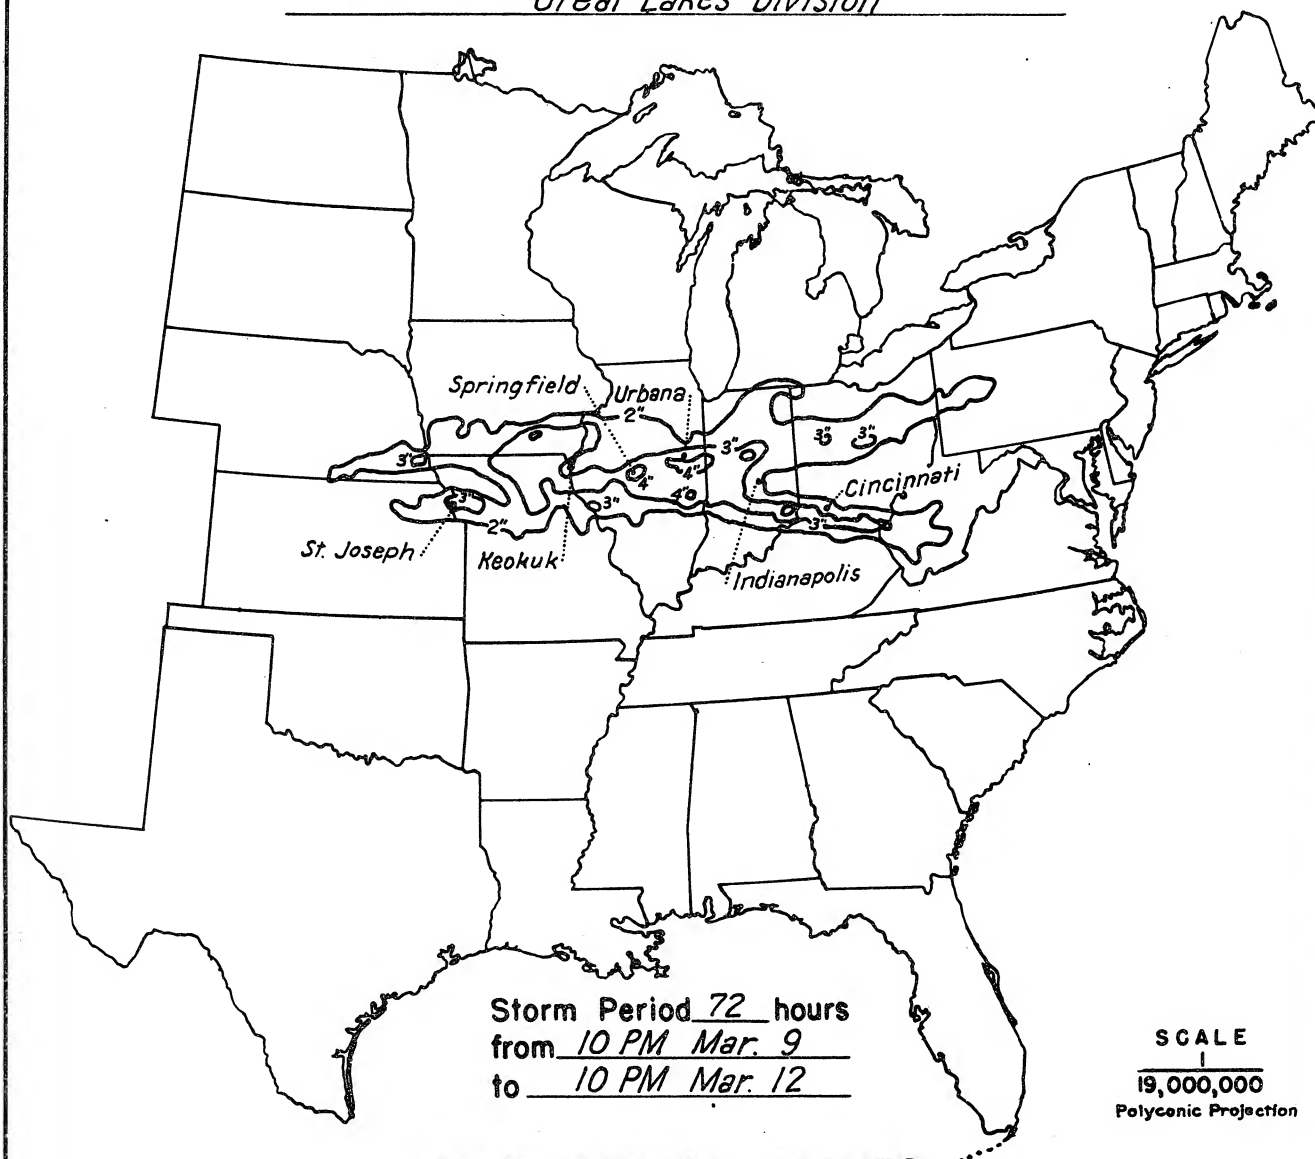 Great Lakes Division
Springfield
Urbana
2"
3"
3"
3"
3"
4"
4"
4"
Cincinnati
3"
3"
3"
2"
St. Joseph
Keokuk
Indianapolis
Storm Period 72 hours
from 10 PM Mar. 9
to 10 PM Mar. 12
SCALE
1
19,000,000
Polyconic Projection